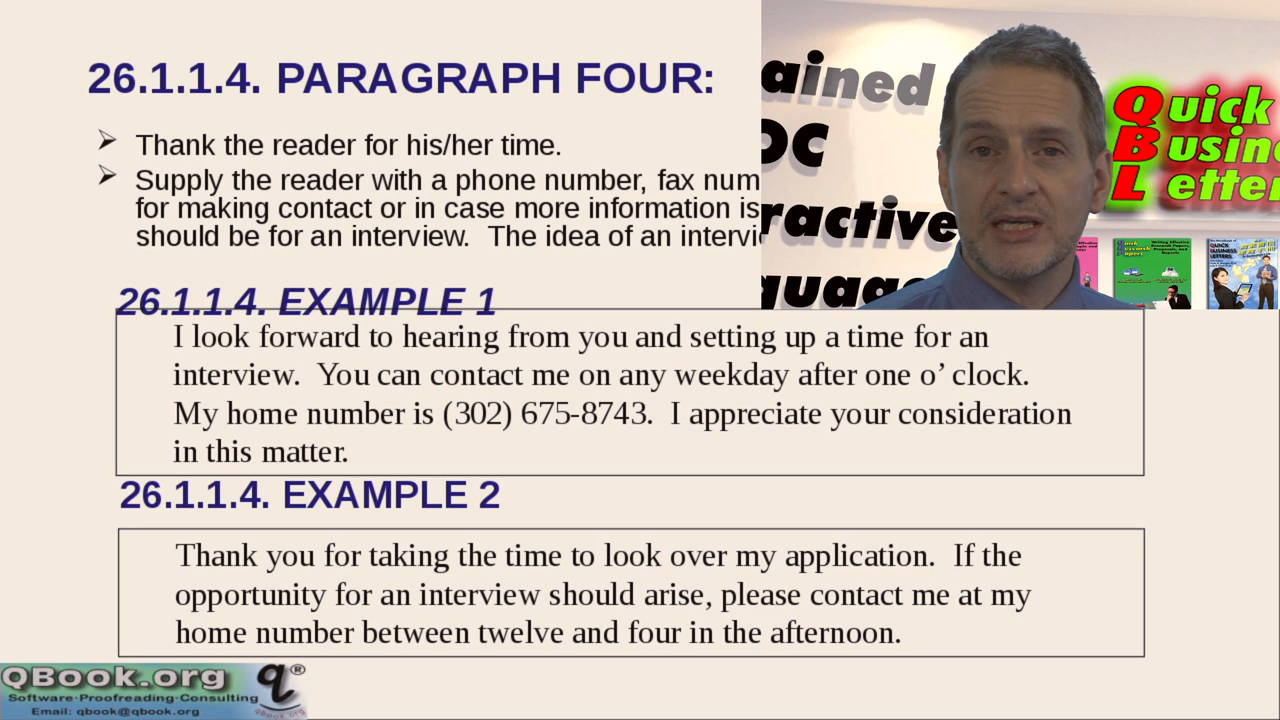 26.1.1.4. PARAGRAPH FOUR:
Thank the reader for his/her time.
Supply the reader with a phone number, fax num
for making contact or in case more information is
should be for an interview. The idea of an intervi
26.1.1.4. EXAMPLE 1
I look forward to hearing from you and setting up a time for an
interview. You can contact me on any weekday after one o’ clock.
My home number is (302) 675-8743. I appreciate your consideration
in this matter.
26.1.1.4. EXAMPLE 2
Thank you for taking the time to look over my application. If the
opportunity for an interview should arise, please contact me at my
home number between twelve and four in the afternoon.
ained
OC
ractive
guage
Quick
Busine
Letter
QBook.org
Software-Proofreading-Consulting
Email: qbook@qbook.org
q®
QBOOK.ORG